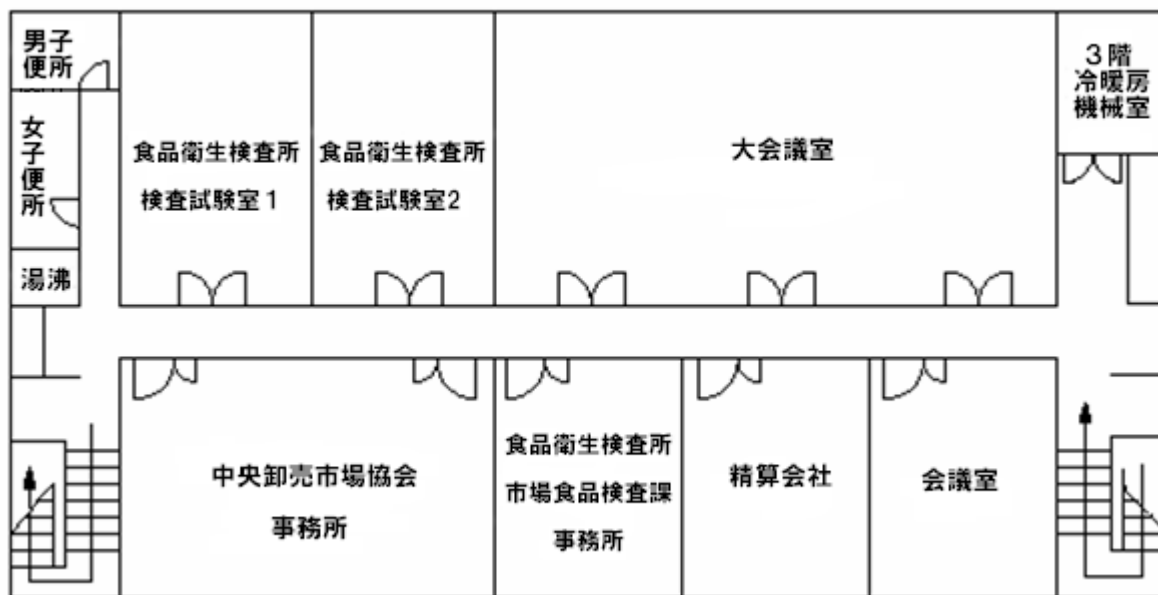 男子
便所
女子便所
湯沸
食品衛生検査所
検査試験室1
食品衛生検査所
検査試験室2
大会議室
3階
冷暖房
機械室
中央卸売市場協会
事務所
食品衛生検査所
市場食品検査課
事務所
精算会社
会議室